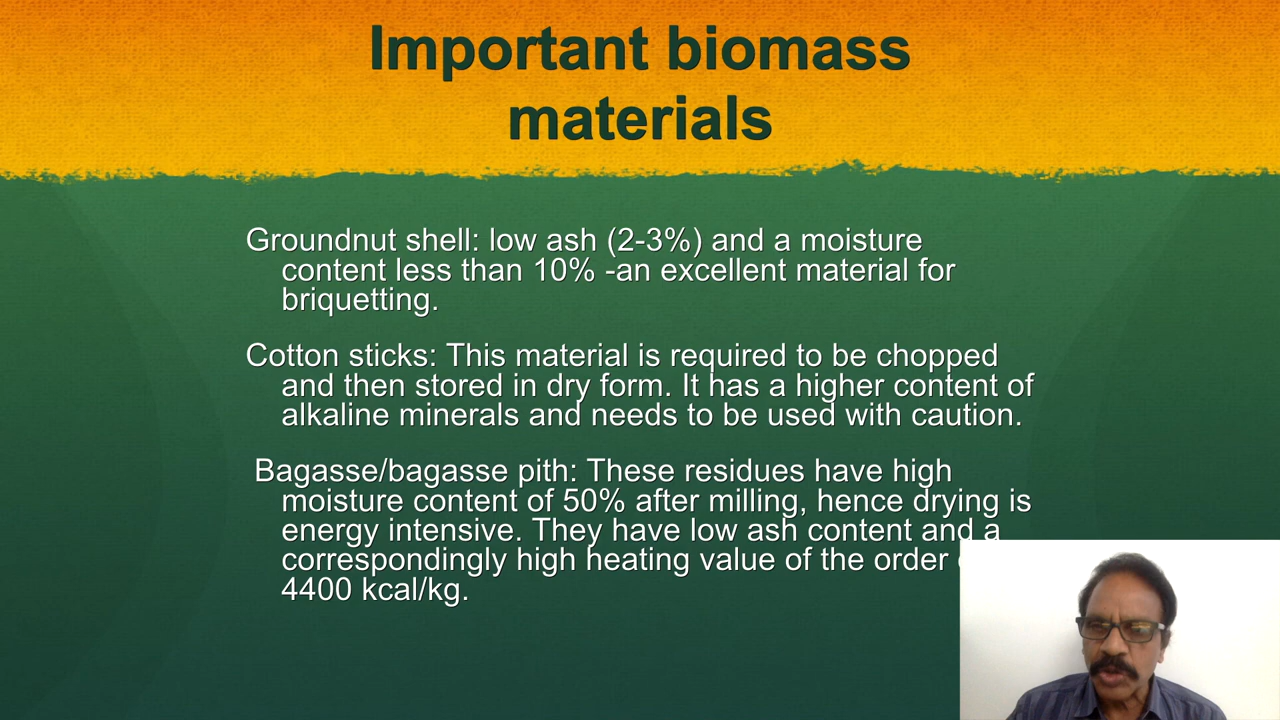 Important biomass
materials
Groundnut shell: low ash (2-3%) and a moisture
content less than 10% -an excellent material for
briquetting.
Cotton sticks: This material is required to be chopped
and then stored in dry form. It has a higher content of
alkaline minerals and needs to be used with caution.
Bagasse/bagasse pith: These residues have high
moisture content of 50% after milling, hence drying is
energy intensive. They have low ash content and a
correspondingly high heating value of the order
4400 kcal/kg.